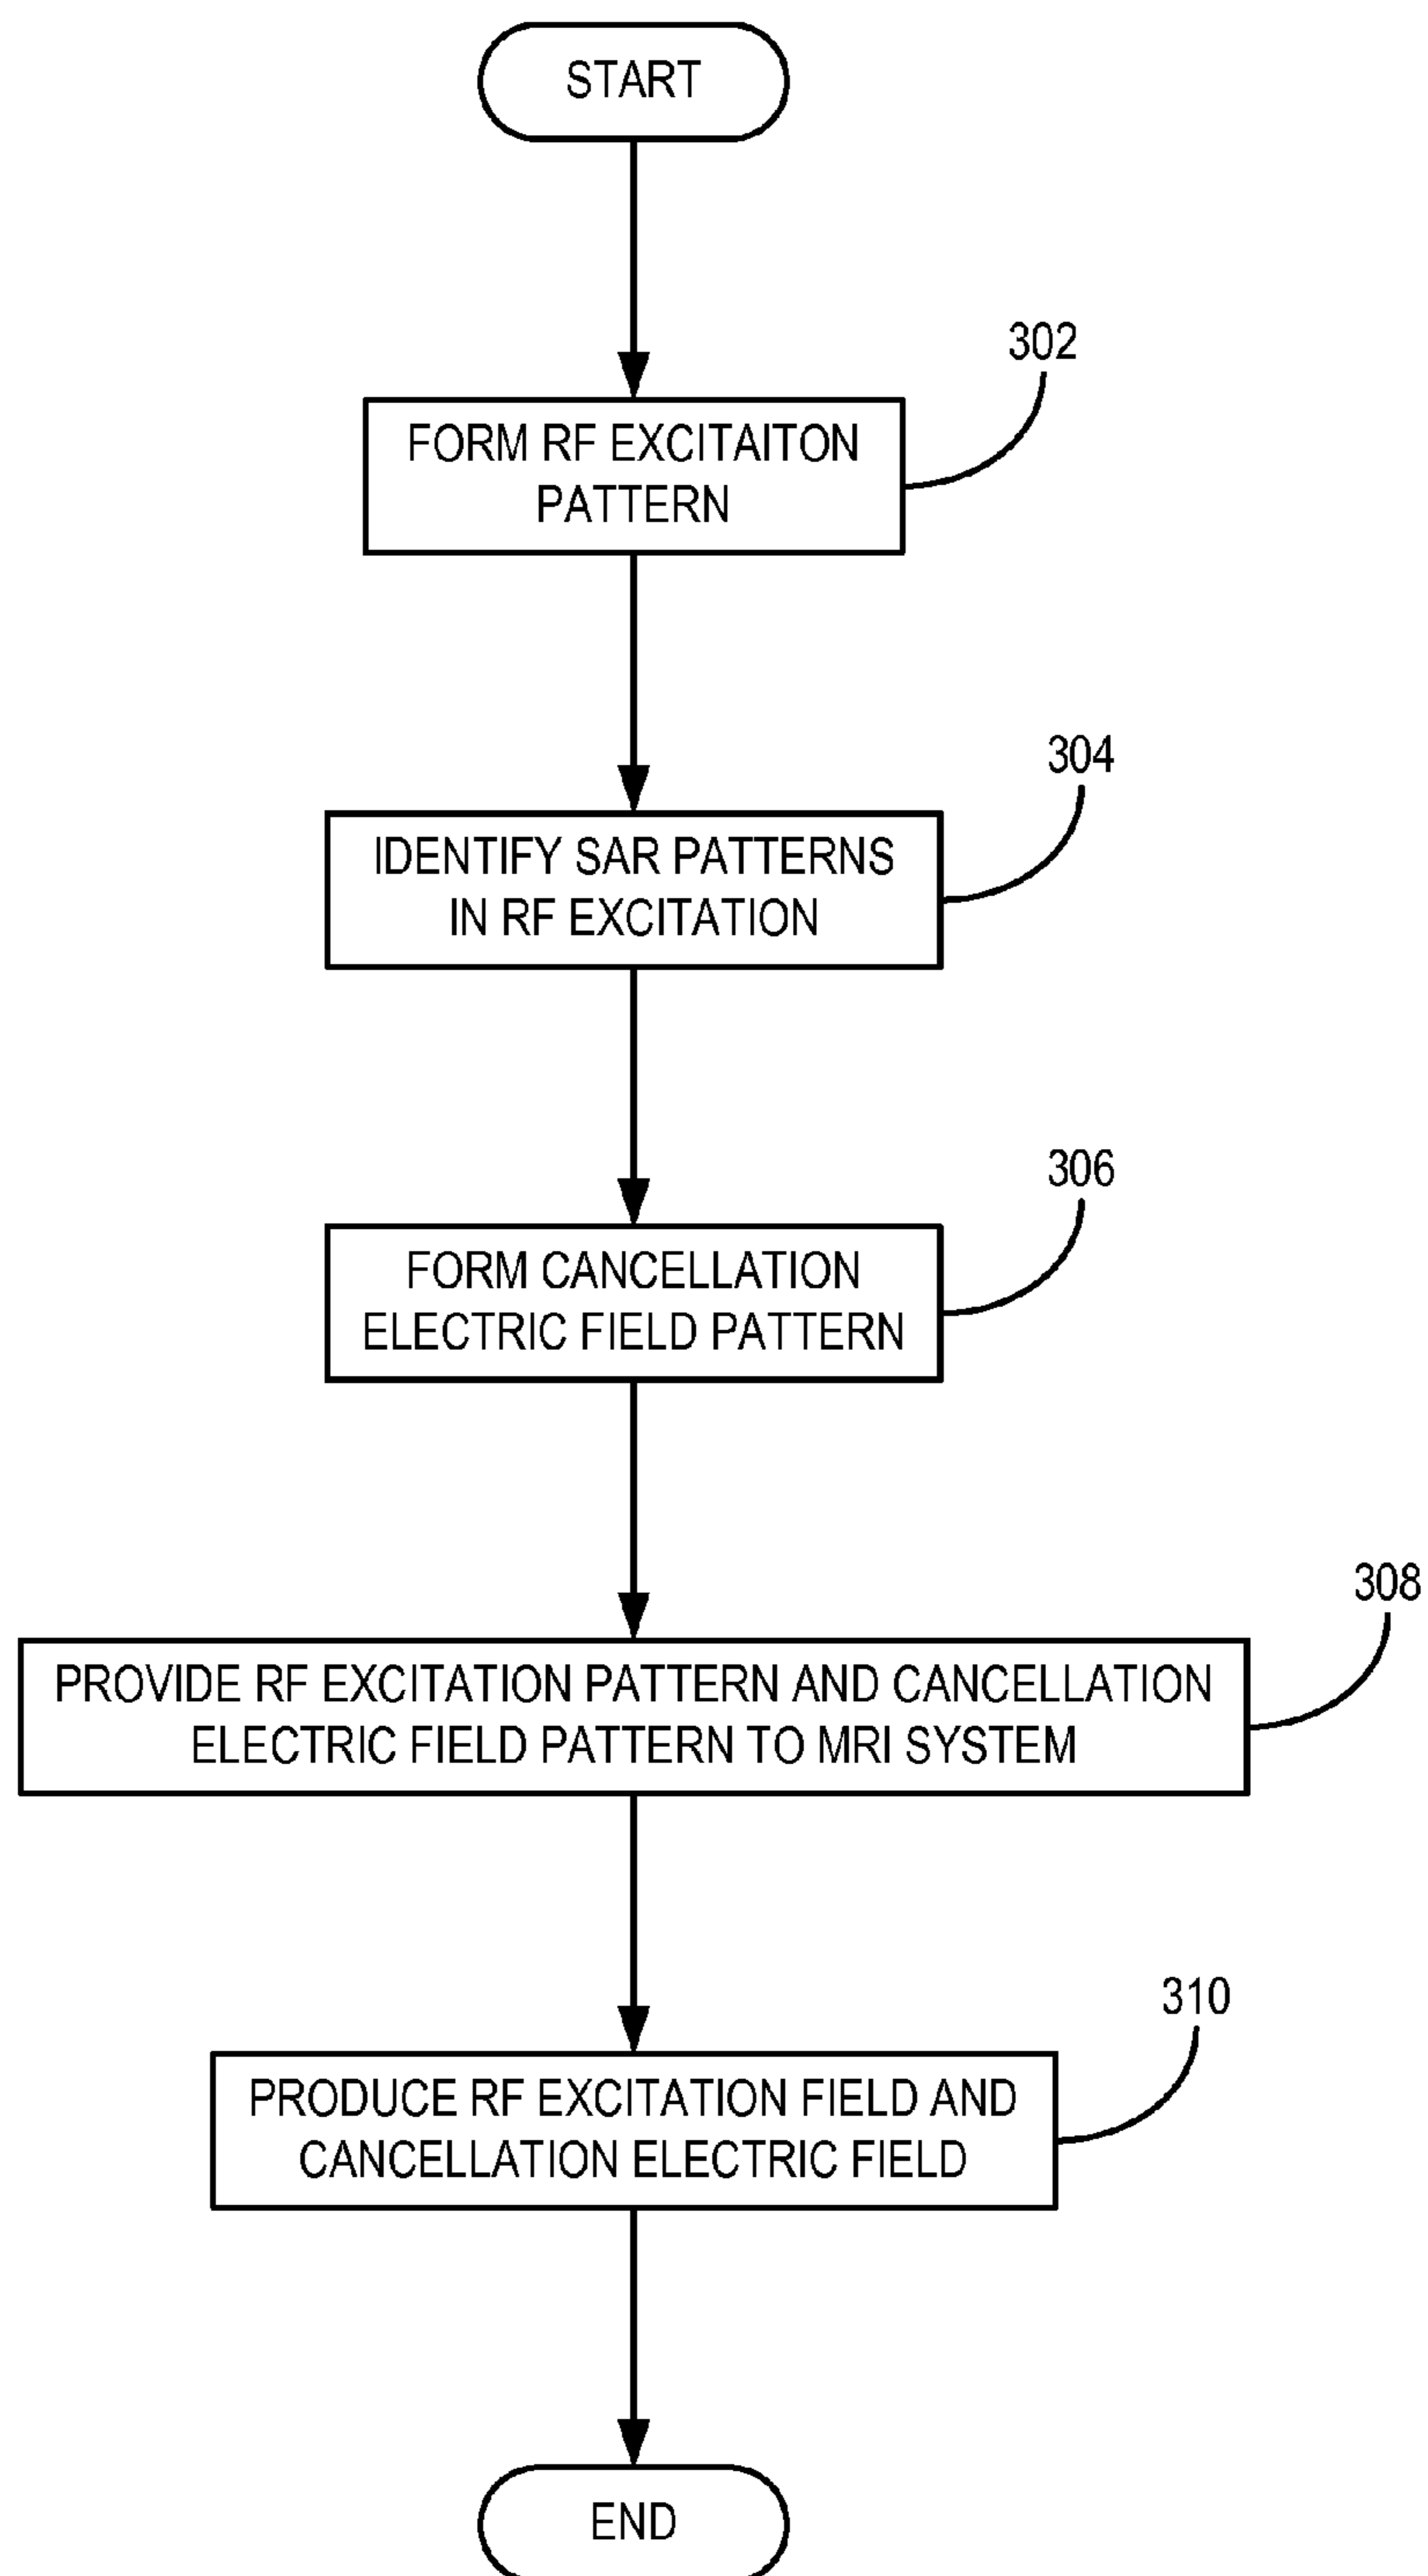 START
302
FORM RF EXCITAITON
PATTERN
304
IDENTIFY SAR PATTERNS
IN RF EXCITATION
306
FORM CANCELLATION
ELECTRIC FIELD PATTERN
308
PROVIDE RF EXCITATION PATTERN AND CANCELLATION
ELECTRIC FIELD PATTERN TO MRI SYSTEM
310
PRODUCE RF EXCITATION FIELD AND
CANCELLATION ELECTRIC FIELD
END